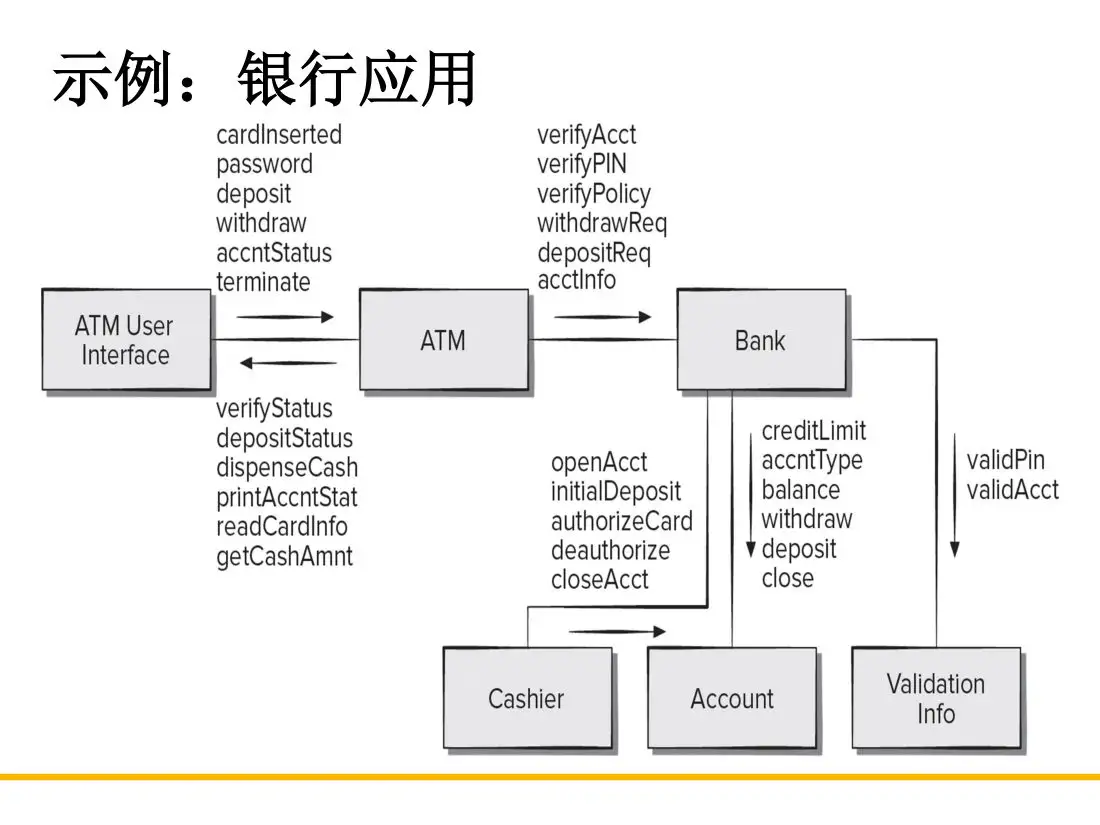 示例：银行应用
cardInserted
password
deposit
withdraw
accntStatus
terminate
verifyAcct
verifyPIN
verifyPolicy
withdrawReq
depositReq
acctInfo
ATM User
Interface
ATM
Bank
verifyStatus
depositStatus
dispenseCash
printAccntStat
readCardInfo
getCashAmnt
openAcct
initialDeposit
authorizeCard
deauthorize
closeAcct
creditLimit
accntType
balance
withdraw
deposit
close
validPin
validAcct
Cashier
Account
Validation
Info